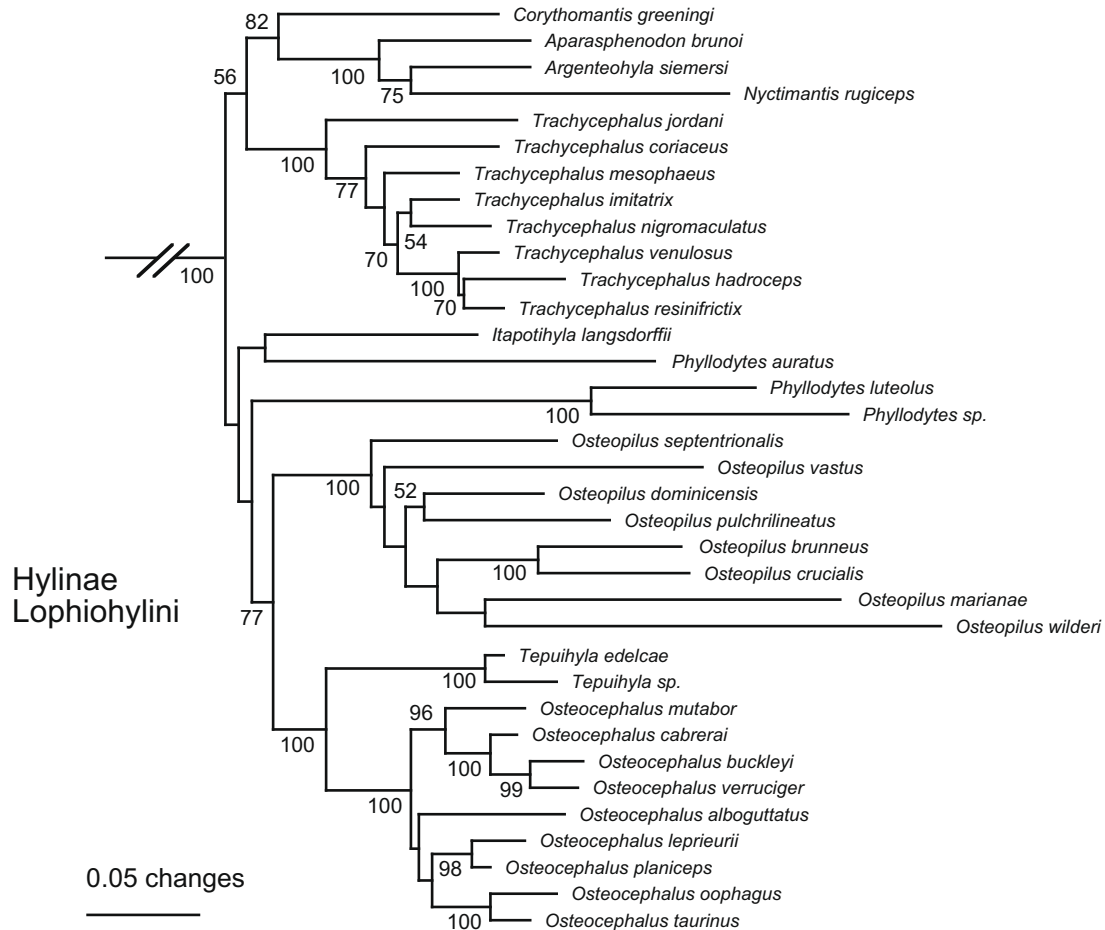 82
Corythomantis greeningi
Aparasphenodon brunoi
56
100
Argenteohyla siemersi
75
Nyctimantis rugiceps
Trachycephalus jordani
100
Trachycephalus coriaceus
77
Trachycephalus mesophaeus
Trachycephalus imitatrix
Trachycephalus nigromaculatus
54
70
Trachycephalus venulosus
100
100
Trachycephalus hadroceps
70
Trachycephalus resinifrictix
Itapotihyla langsdorffii
Phyllodytes auratus
Phyllodytes luteolus
100
Phyllodytes sp.
Osteopilus septentrionalis
Osteopilus vastus
100
52
Osteopilus dominicensis
Osteopilus pulchrilineatus
Osteopilus brunneus
100
Osteopilus crucialis
Hylinae
Lophiohylini
77
Osteopilus marianae
Osteopilus wilderi
Tepuihyla edelcae
100
Tepuihyla sp.
96
Osteocephalus mutabor
100
Osteocephalus cabrerai
100
Osteocephalus buckleyi
99
Osteocephalus verruciger
100
Osteocephalus alboguttatus
Osteocephalus leprieurii
98
Osteocephalus planiceps
0.05 changes
Osteocephalus oophagus
100
Osteocephalus taurinus